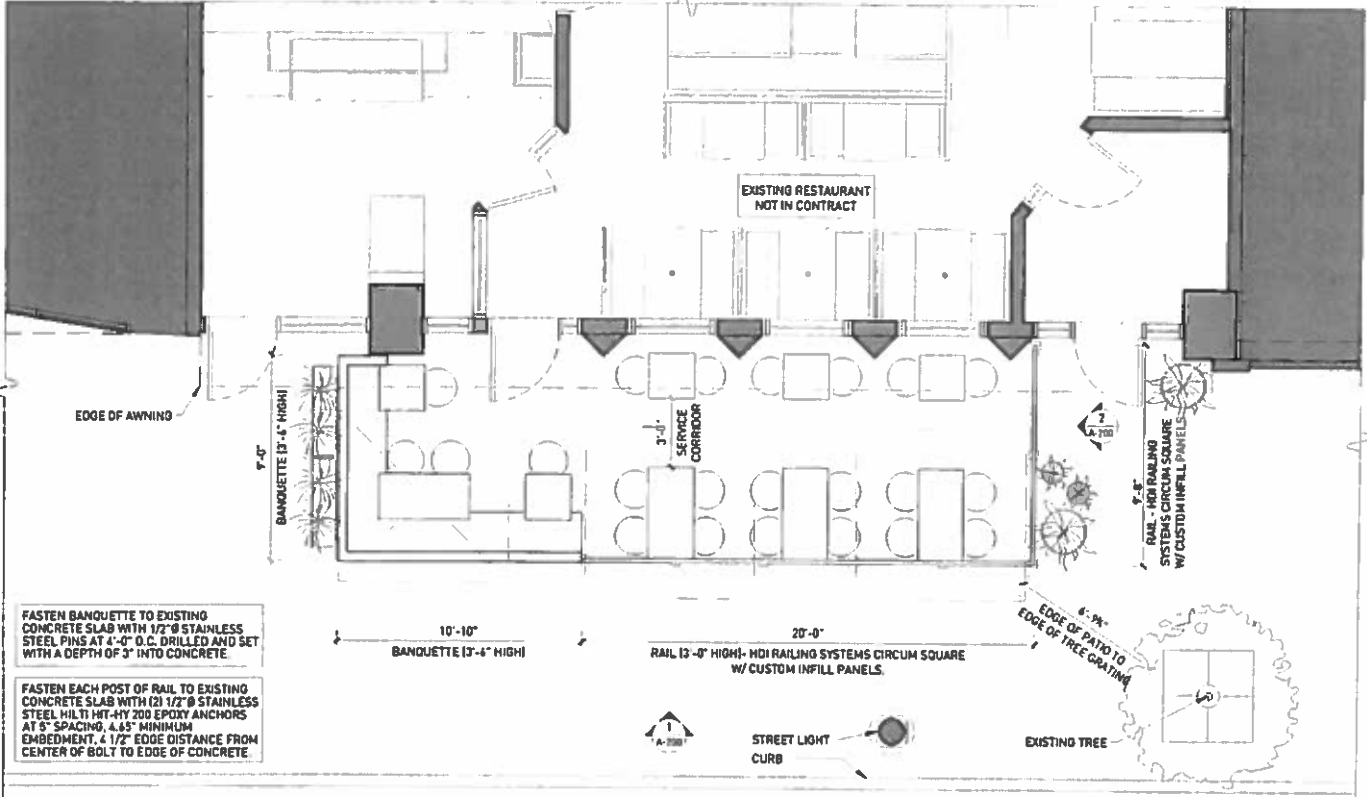 EXISTING RESTAURANT
NOT IN CONTRACT
EDGE OF AWNING
9'-0"
BANQUETTE (3'-6" HIGH)
3'-0"
SERVICE
CORRIDOR
2
A-200
9'-8"
RAIL - HDI RAILING
SYSTEMS CIRCUM SQUARE
W/ CUSTOM INFILL PANELS
FASTEN BANQUETTE TO EXISTING
CONCRETE SLAB WITH 1/2"Ø STAINLESS
STEEL PINS AT 4'-0" O.C. DRILLED AND SET
WITH A DEPTH OF 3" INTO CONCRETE
10'-10"
BANQUETTE (3'-6" HIGH)
20'-0"
RAIL (3'-0" HIGH)- HDI RAILING SYSTEMS CIRCUM SQUARE
W/ CUSTOM INFILL PANELS.
EDGE OF PATIO TO
EDGE OF TREE GRATING
FASTEN EACH POST OF RAIL TO EXISTING
CONCRETE SLAB WITH (2) 1/2"Ø STAINLESS
STEEL HILTI HIT-HY 200 EPOXY ANCHORS
AT 5" SPACING, 4.65" MINIMUM
EMBEDMENT, 4 1/2" EDGE DISTANCE FROM
CENTER OF BOLT TO EDGE OF CONCRETE
1
A-200
STREET LIGHT
CURB
EXISTING TREE